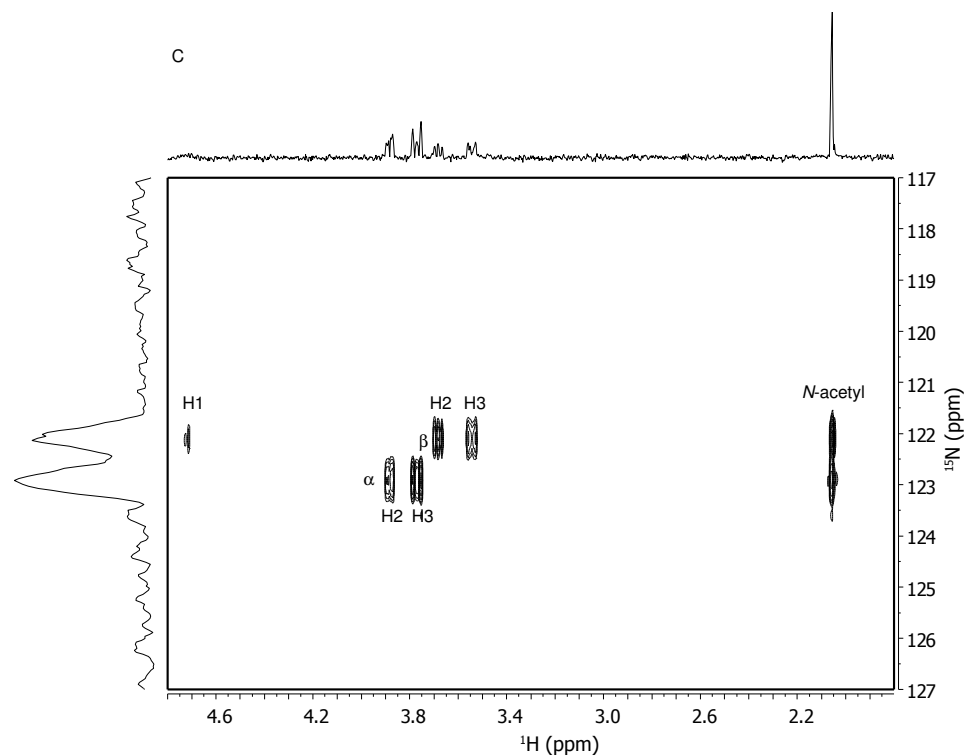 C
117
118
119
120
121
H1
H2 H3
N-acetyl
122
β
α
123
H2 H3
124
125
126
127
¹⁵N (ppm)
4.6 4.2 3.8 3.4 3.0 2.6 2.2
¹H (ppm)